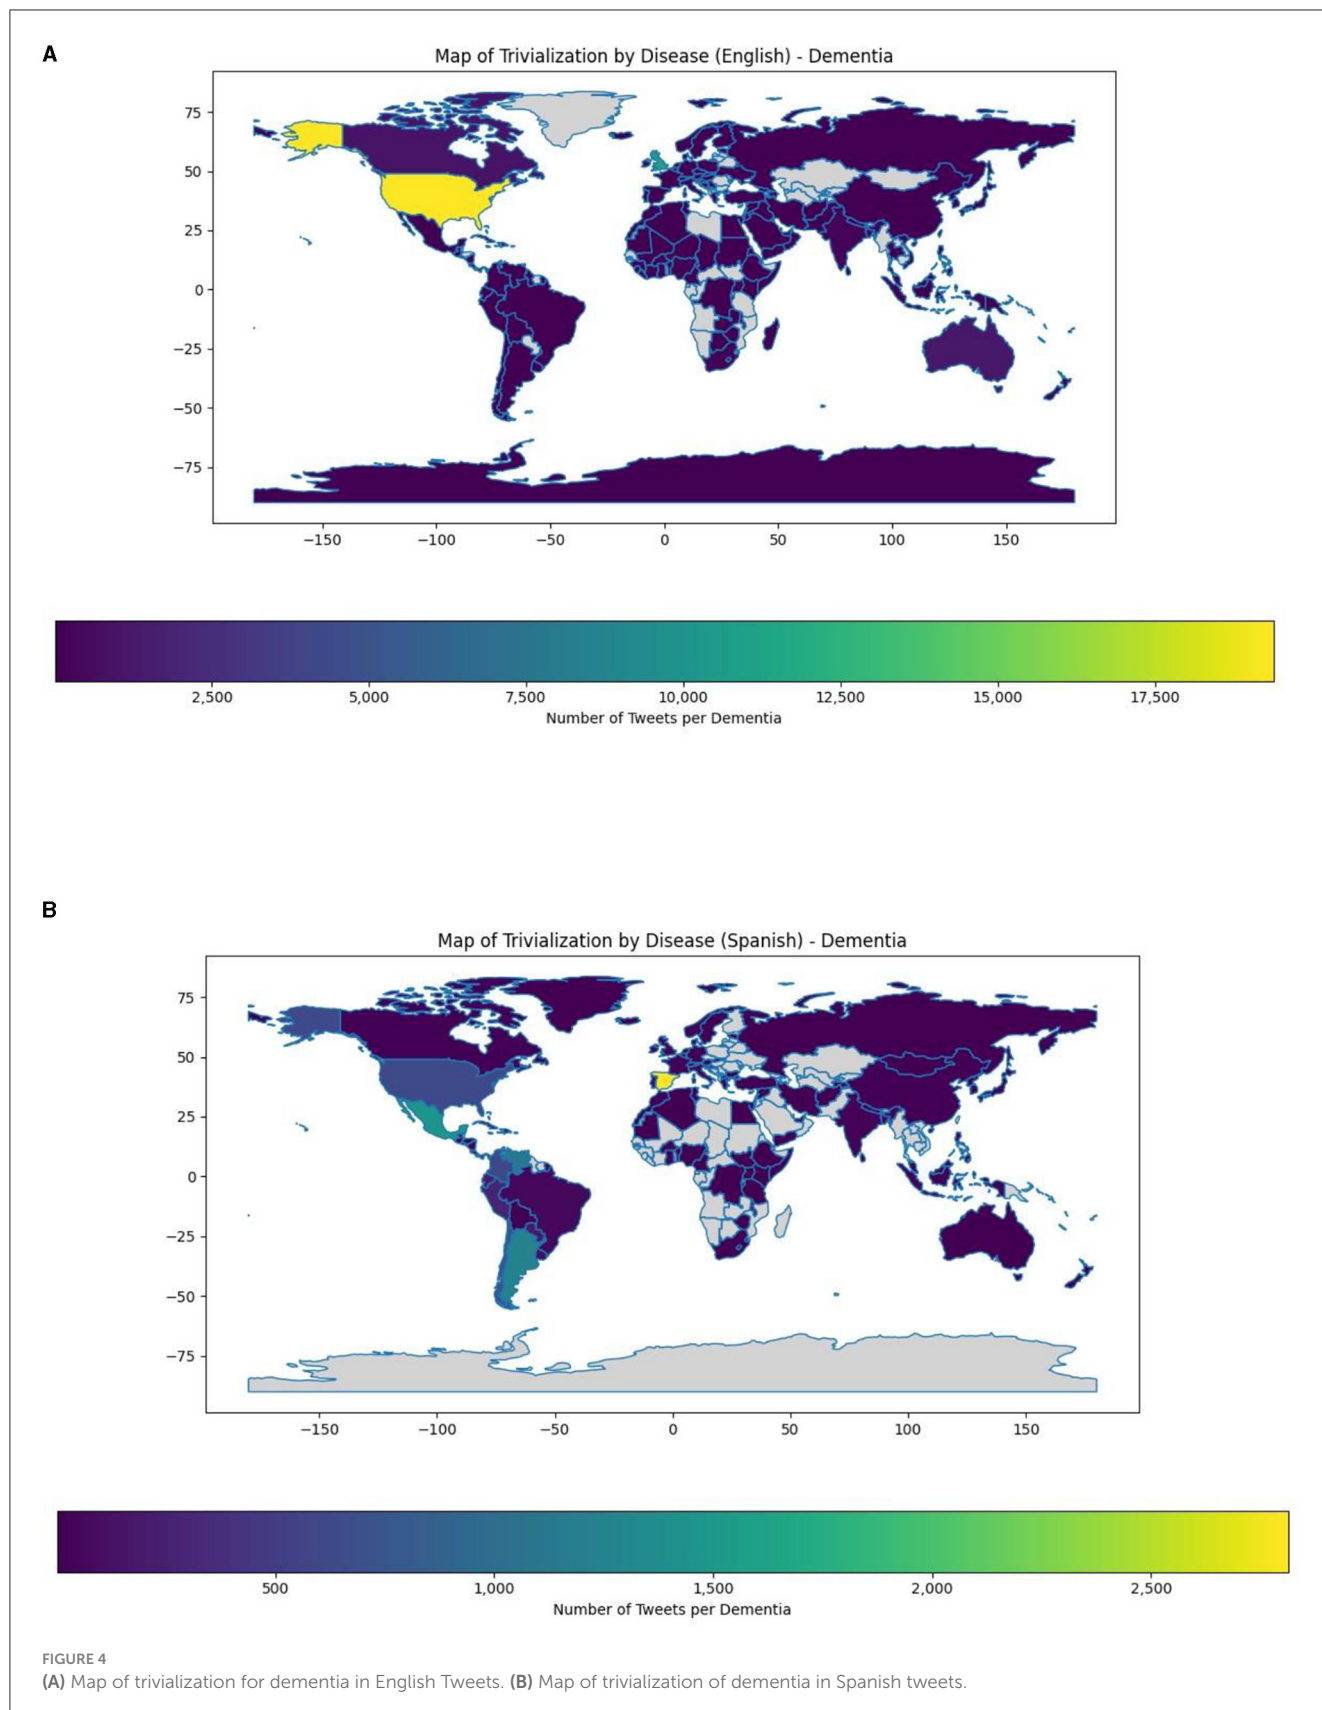 A
Map of Trivialization by Disease (English) - Dementia
75
50
25
0
−25
−50
−75
−150 −100 −50 0 50 100 150
2,500 5,000 7,500 10,000 12,500 15,000 17,500
Number of Tweets per Dementia
B
Map of Trivialization by Disease (Spanish) - Dementia
75
50
25
0
−25
−50
−75
−150 −100 −50 0 50 100 150
500 1,000 1,500 2,000 2,500
Number of Tweets per Dementia
FIGURE 4
(A) Map of trivialization for dementia in English Tweets. (B) Map of trivialization of dementia in Spanish tweets.